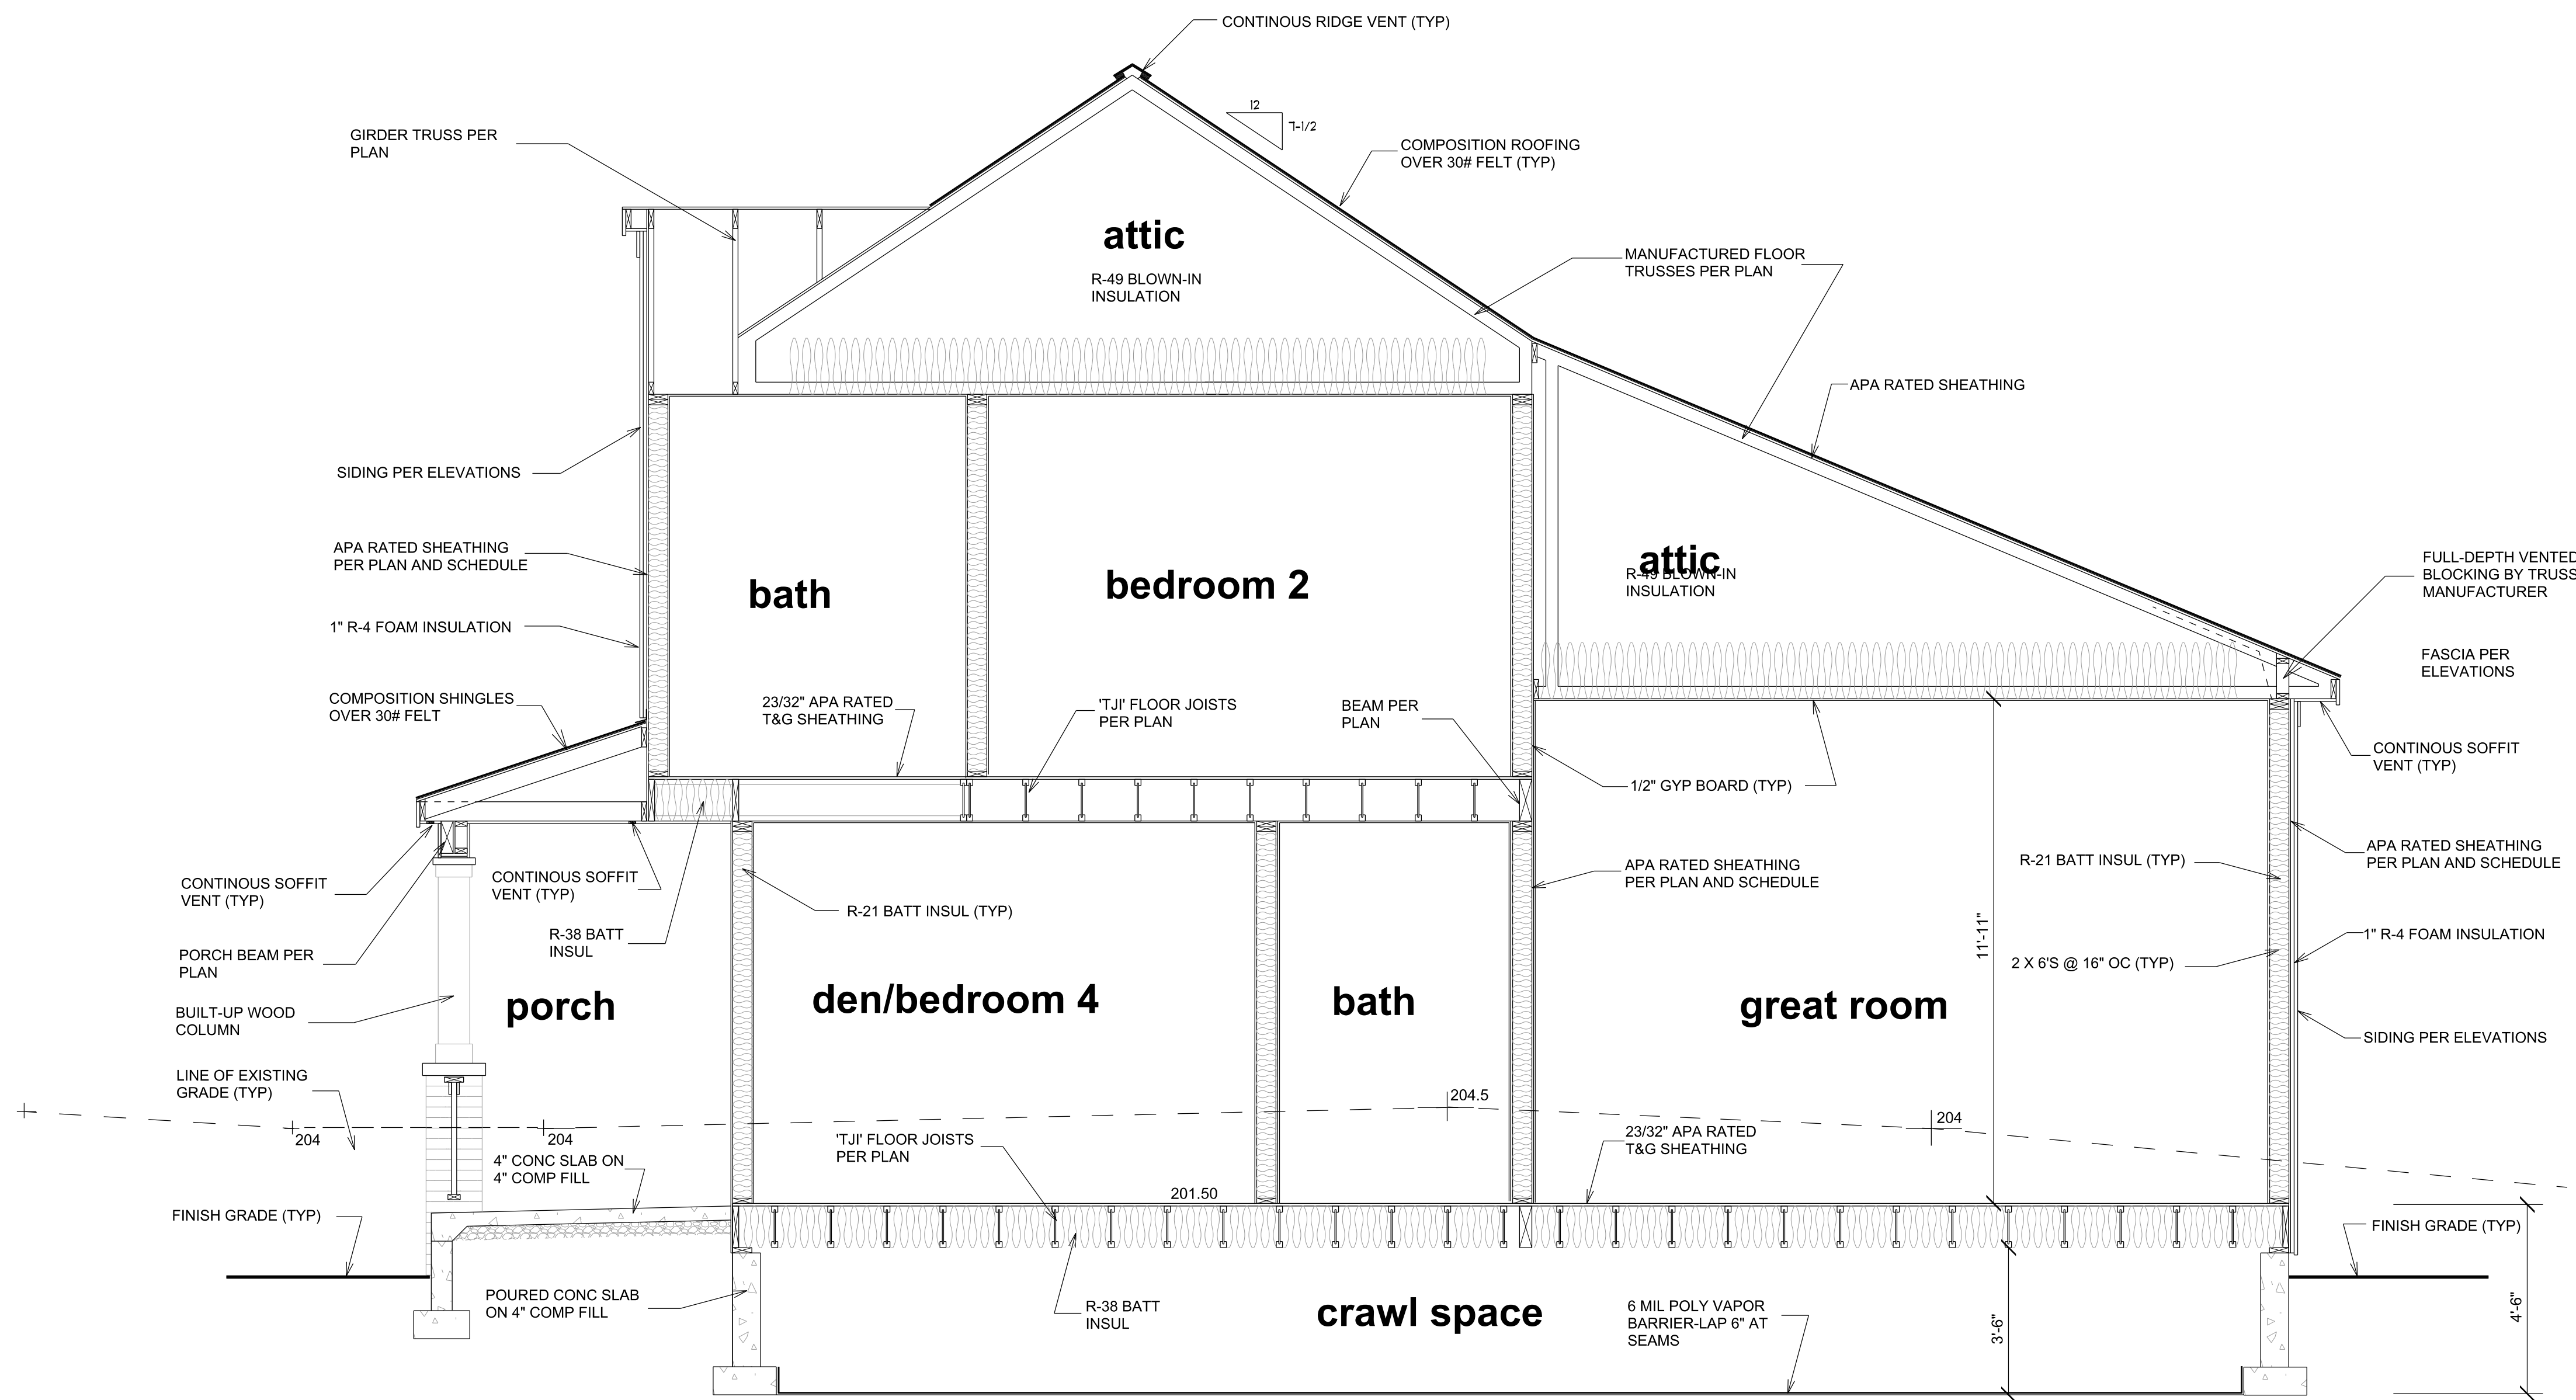 CONTINOUS RIDGE VENT (TYP)
12
7-1/2
GIRDER TRUSS PER
PLAN
COMPOSITION ROOFING
OVER 30# FELT (TYP)
attic
R-49 BLOWN-IN
INSULATION
MANUFACTURED FLOOR
TRUSSES PER PLAN
APA RATED SHEATHING
SIDING PER ELEVATIONS
APA RATED SHEATHING
PER PLAN AND SCHEDULE
1" R-4 FOAM INSULATION
COMPOSITION SHINGLES
OVER 30# FELT
bath
bedroom 2
attic
R-49 BLOWN-IN
INSULATION
FULL-DEPTH VENTED
BLOCKING BY TRUSS
MANUFACTURER
FASCIA PER
ELEVATIONS
23/32" APA RATED
T&G SHEATHING
'TJI' FLOOR JOISTS
PER PLAN
BEAM PER
PLAN
1/2" GYP BOARD (TYP)
CONTINOUS SOFFIT
VENT (TYP)
CONTINOUS SOFFIT
VENT (TYP)
CONTINOUS SOFFIT
VENT (TYP)
R-21 BATT INSUL (TYP)
R-38 BATT
INSUL
APA RATED SHEATHING
PER PLAN AND SCHEDULE
R-21 BATT INSUL (TYP)
APA RATED SHEATHING
PER PLAN AND SCHEDULE
11'-11"
1" R-4 FOAM INSULATION
2 X 6'S @ 16" OC (TYP)
PORCH BEAM PER
PLAN
BUILT-UP WOOD
COLUMN
porch
den/bedroom 4
bath
great room
SIDING PER ELEVATIONS
LINE OF EXISTING
GRADE (TYP)
204
204
204.5
204
4" CONC SLAB ON
4" COMP FILL
'TJI' FLOOR JOISTS
PER PLAN
23/32" APA RATED
T&G SHEATHING
201.50
FINISH GRADE (TYP)
FINISH GRADE (TYP)
POURED CONC SLAB
ON 4" COMP FILL
R-38 BATT
INSUL
crawl space
6 MIL POLY VAPOR
BARRIER-LAP 6" AT
SEAMS
3'-6"
4'-6"